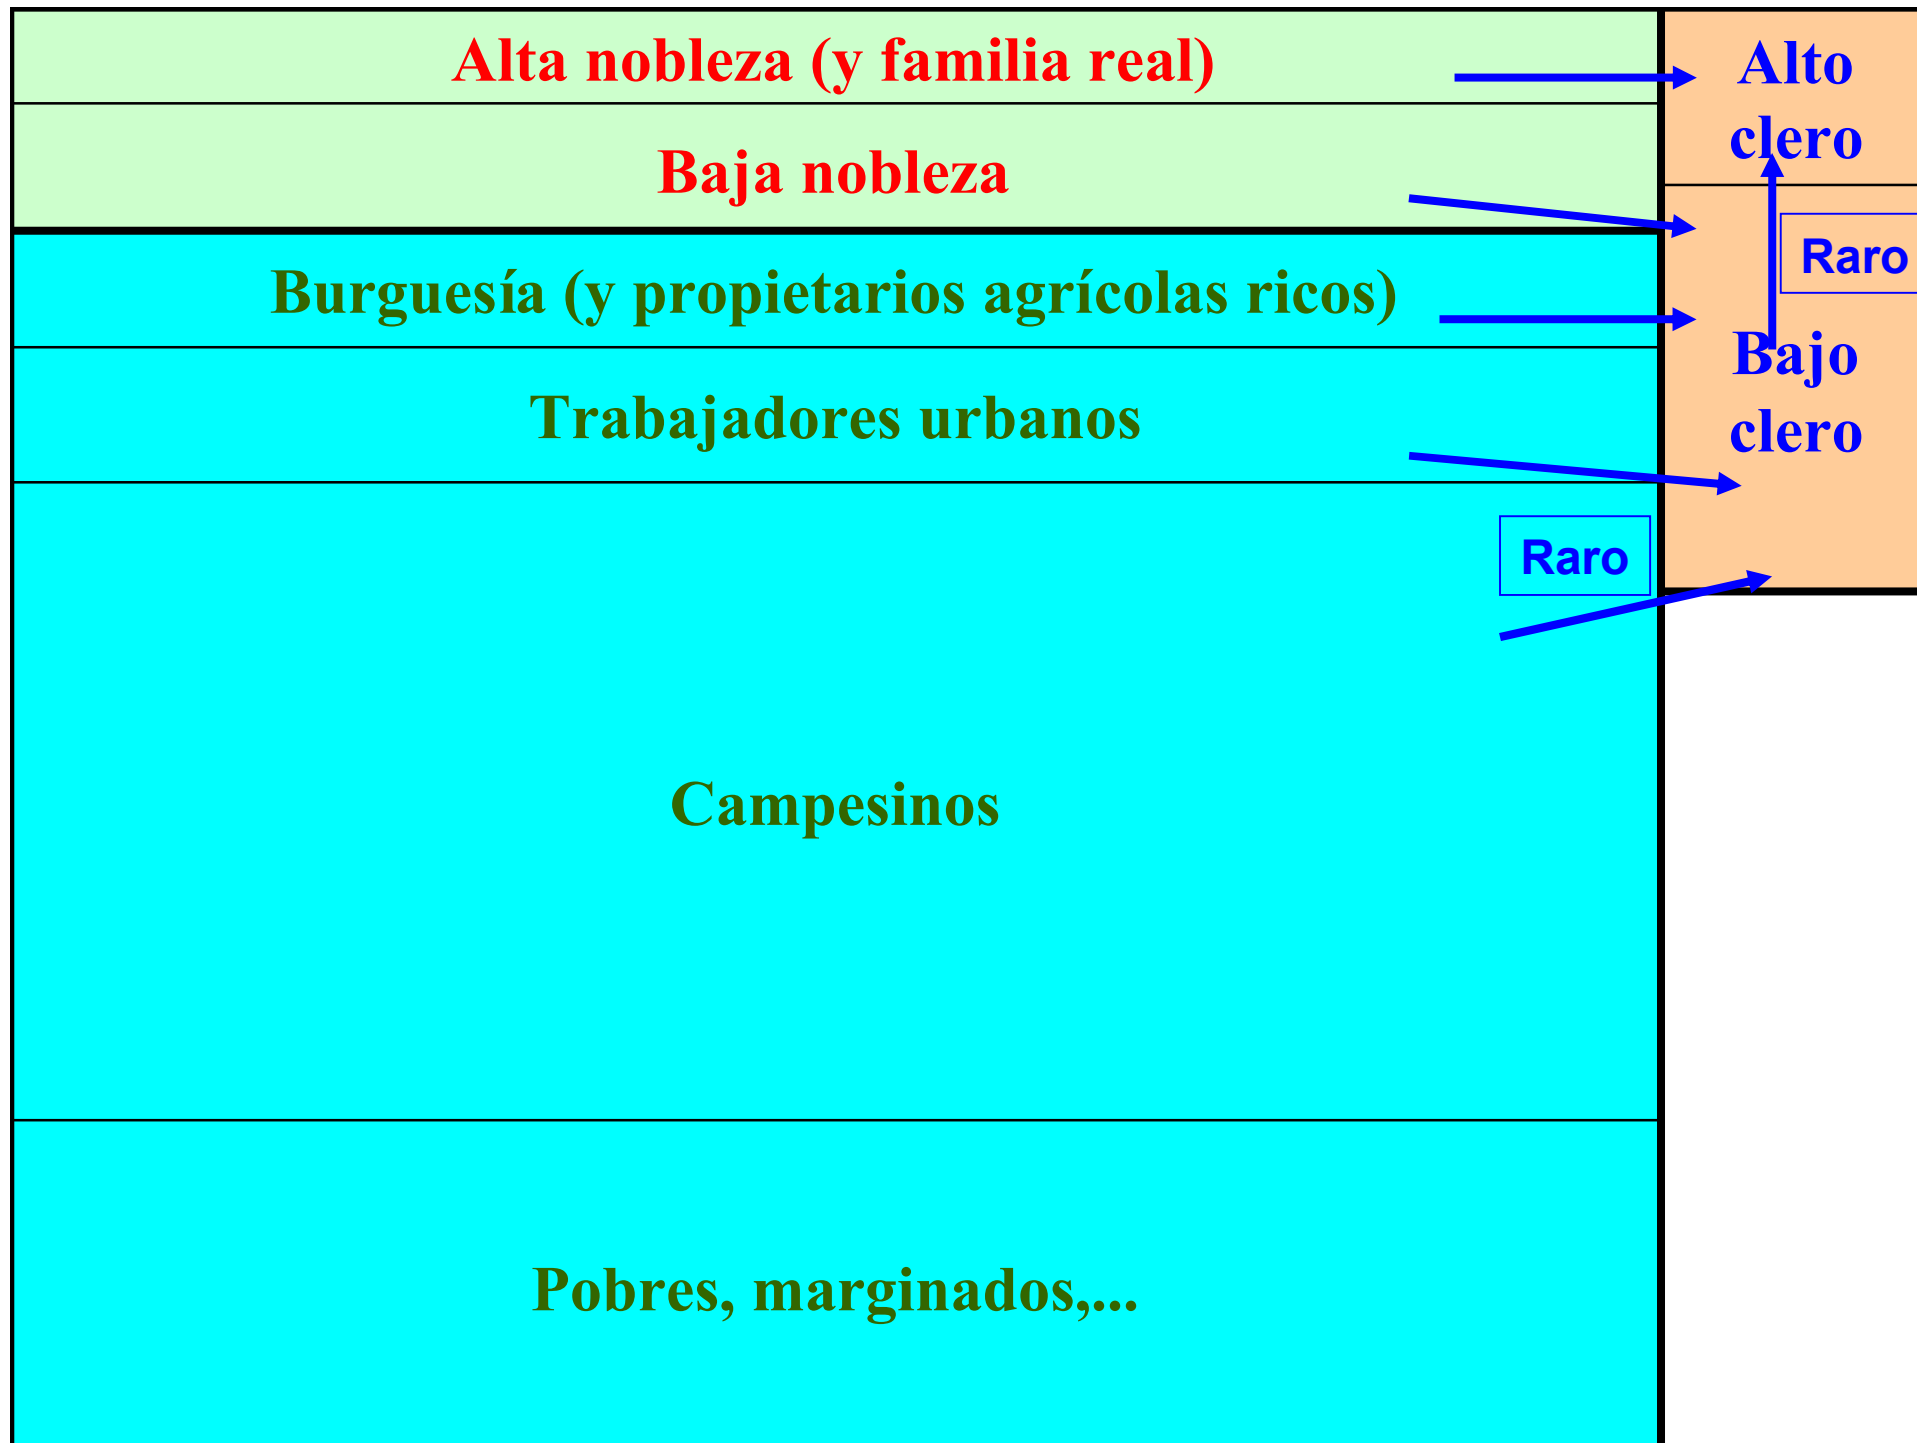 Alta nobleza (y familia real)
Alto
clero
Baja nobleza
Raro
Burguesía (y propietarios agrícolas ricos)
Bajo
clero
Trabajadores urbanos
Raro
Campesinos
Pobres, marginados,...